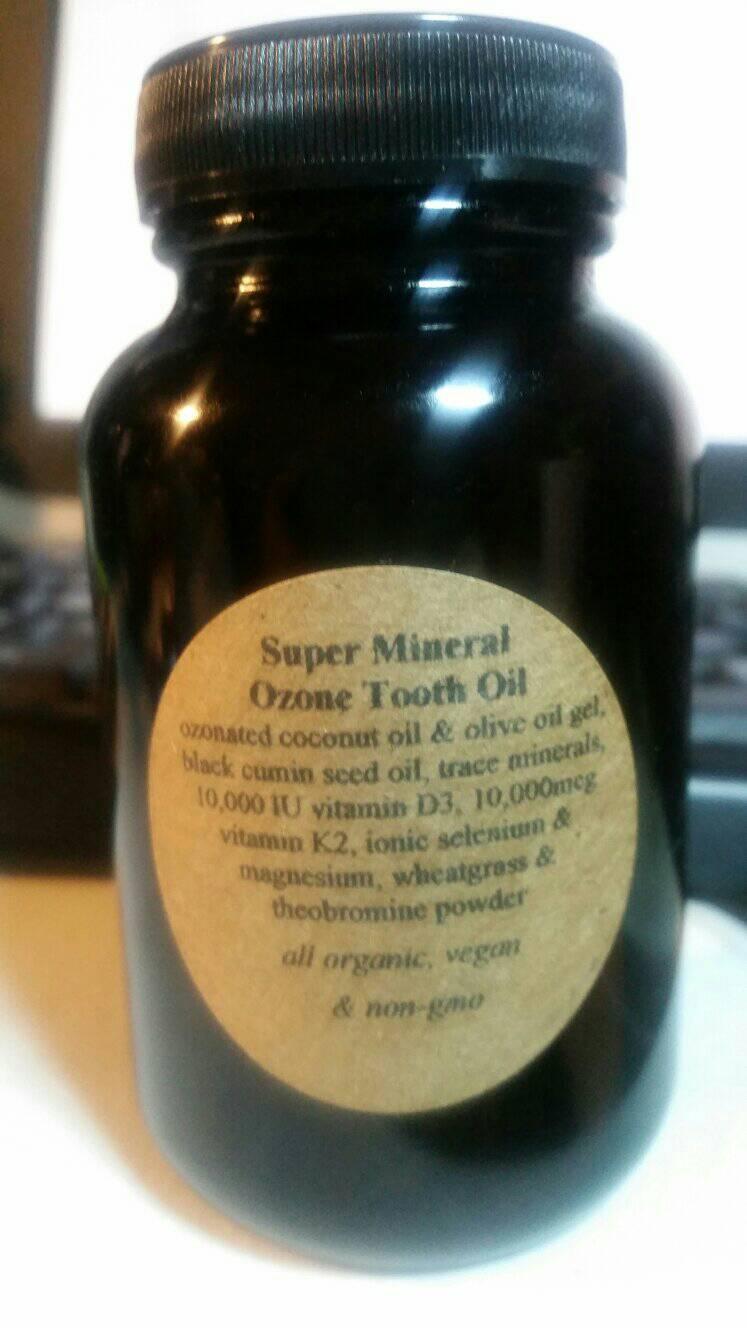 Super Mineral
Ozone Tooth Oil
ozonated coconut oil & olive oil gel,
black cumin seed oil, trace minerals,
10,000 IU vitamin D3, 10,000mcg
vitamin K2, ionic selenium &
magnesium, wheatgrass &
theobromine powder
all organic, vegan
& non-gmo